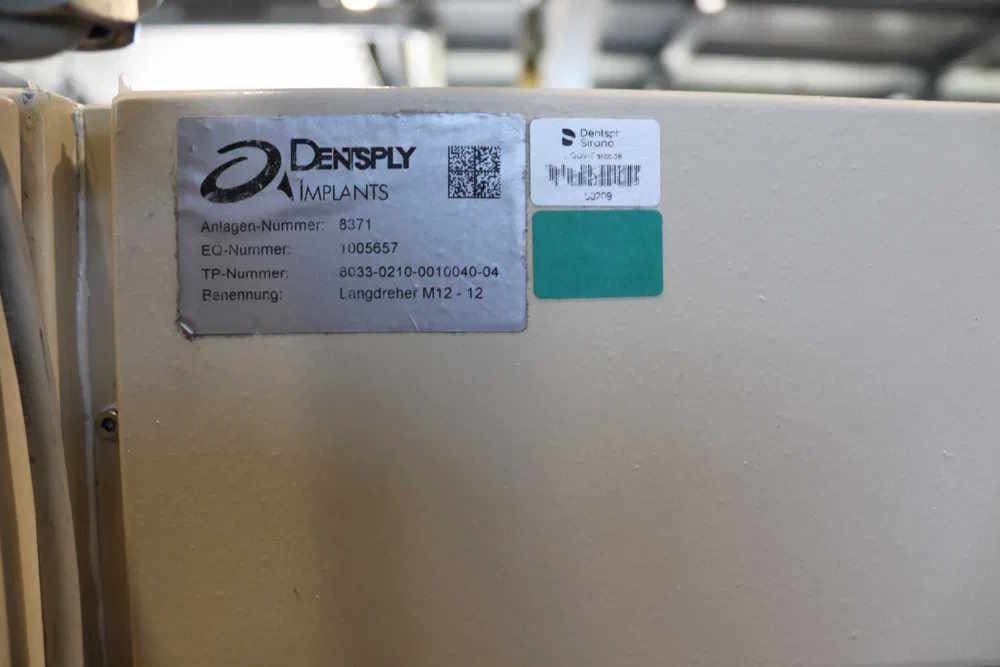 DENTSPLY
IMPLANTS
Anlagen-Nummer: 8371
EQ-Nummer: 1005657
TP-Nummer: 8033-0210-0010040-04
Benennung: Langdreher M12 - 12
Dentsply
Sirona